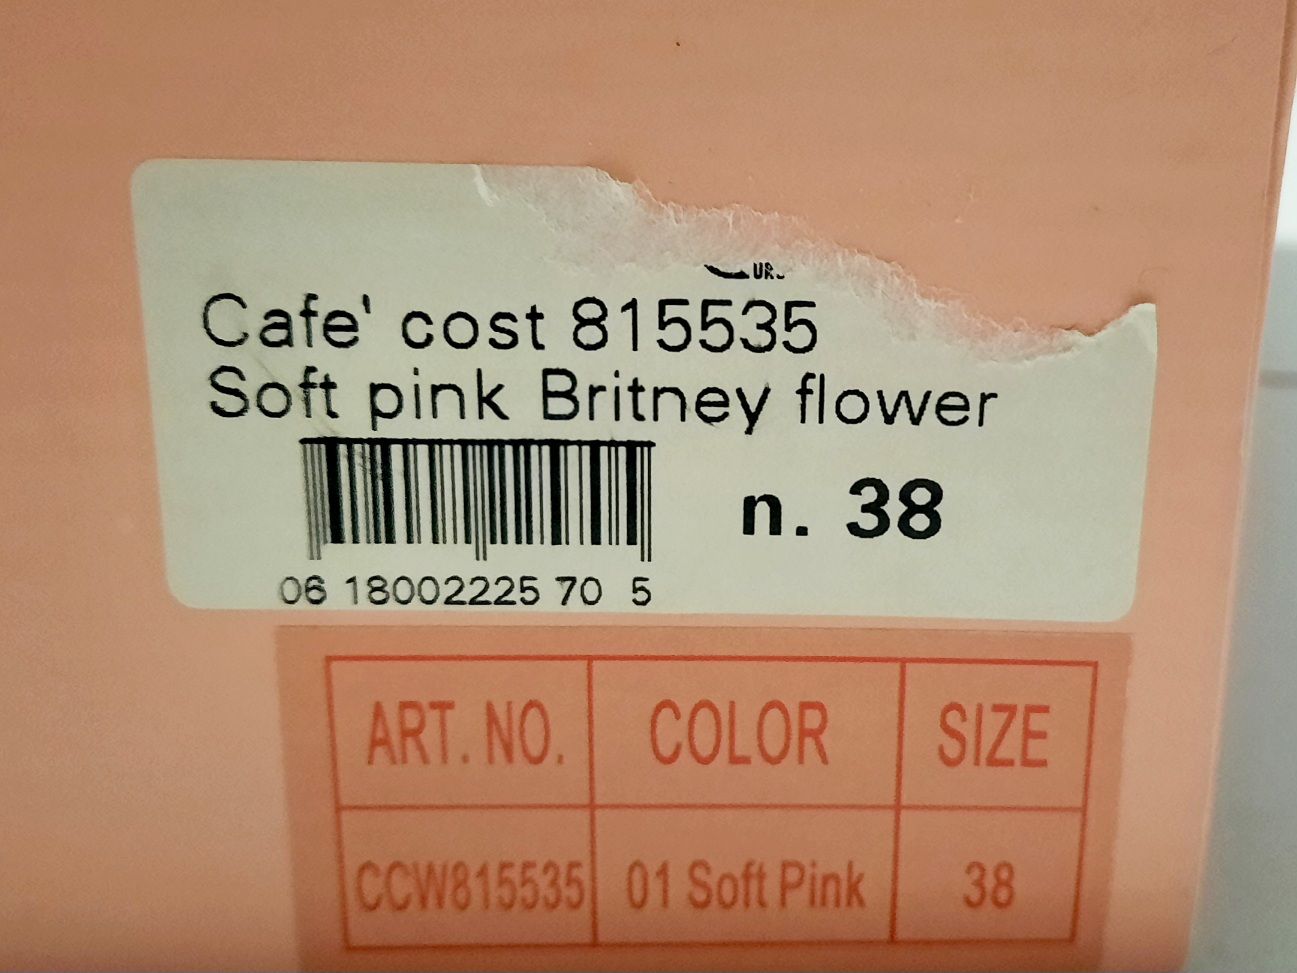 Cafe' cost 815535
Soft pink Britney flower
n. 38
06 18002225 70 5
ART. NO. COLOR SIZE
CCW815535 01 Soft Pink 38